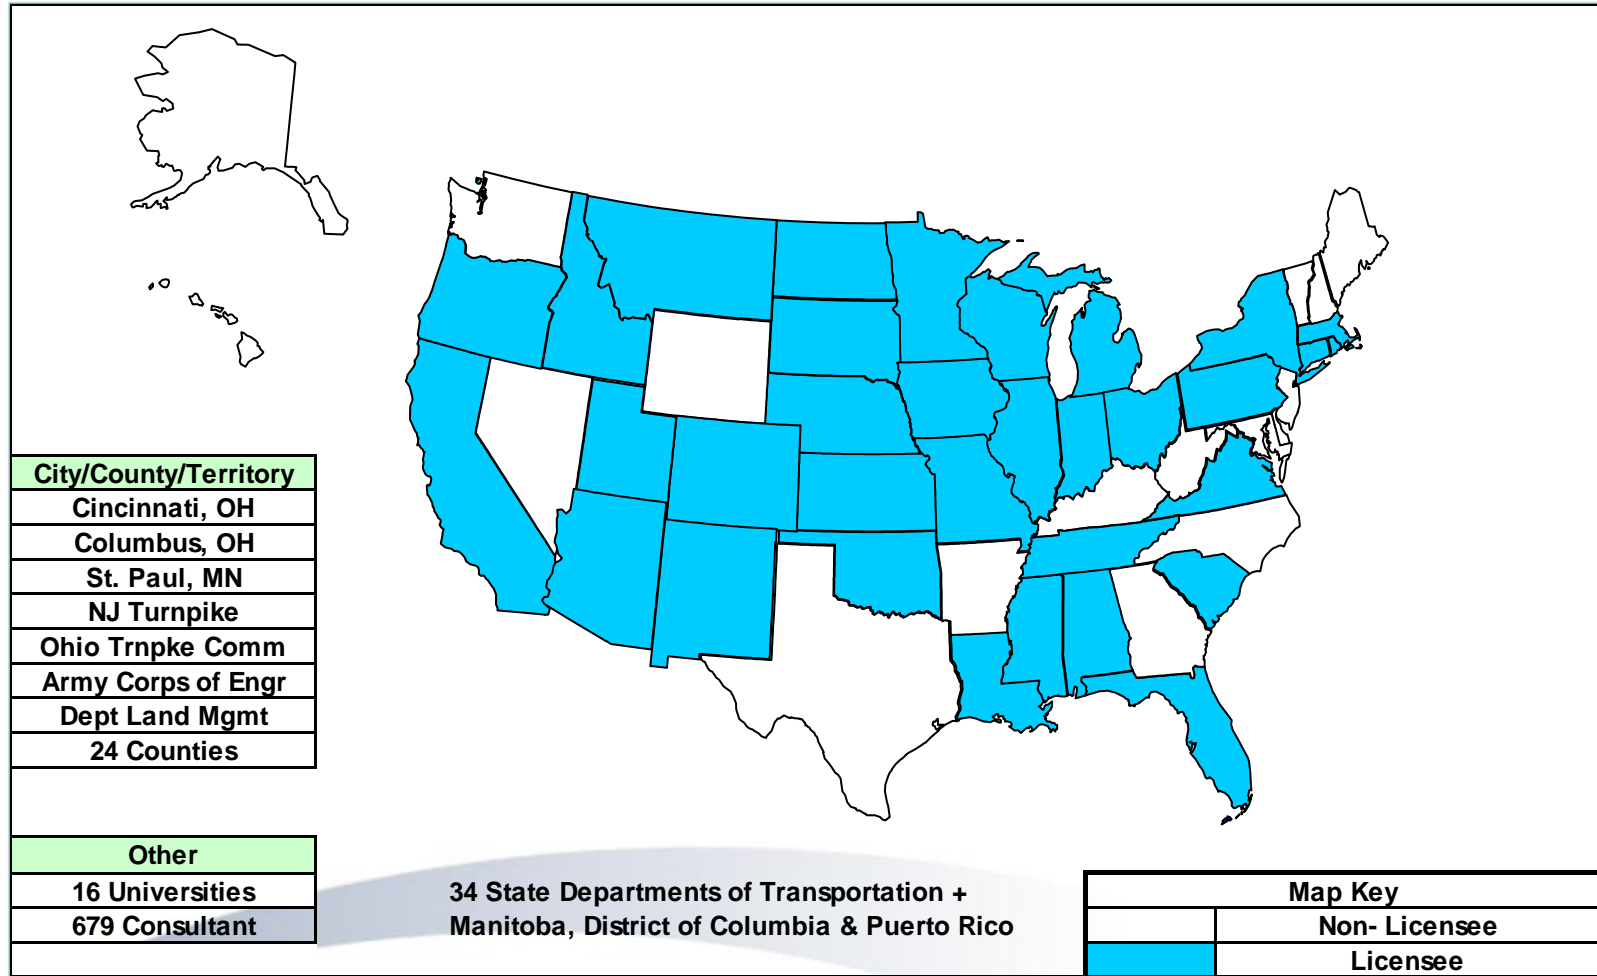 City/County/Territory
Cincinnati, OH
Columbus, OH
St. Paul, MN
NJ Turnpike
Ohio Trnpke Comm
Army Corps of Engr
Dept Land Mgmt
24 Counties
Other
16 Universities
679 Consultant
34 State Departments of Transportation +
Manitoba, District of Columbia & Puerto Rico
Map Key
Non- Licensee
Licensee